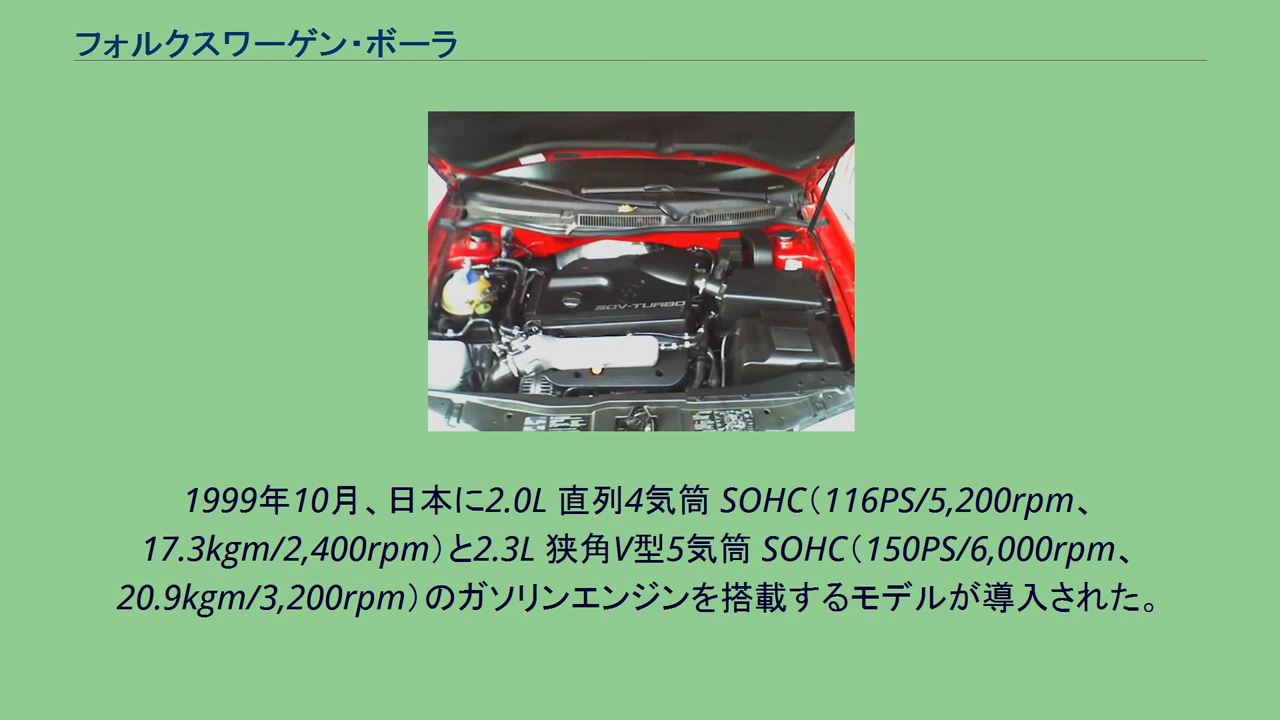 フォルクスワーゲン・ボーラ
20V-TURBO
1999年10月、日本に2.0L 直列4気筒 SOHC（116PS/5,200rpm、
17.3kgm/2,400rpm）と2.3L 狭角V型5気筒 SOHC（150PS/6,000rpm、
20.9kgm/3,200rpm）のガソリンエンジンを搭載するモデルが導入された。